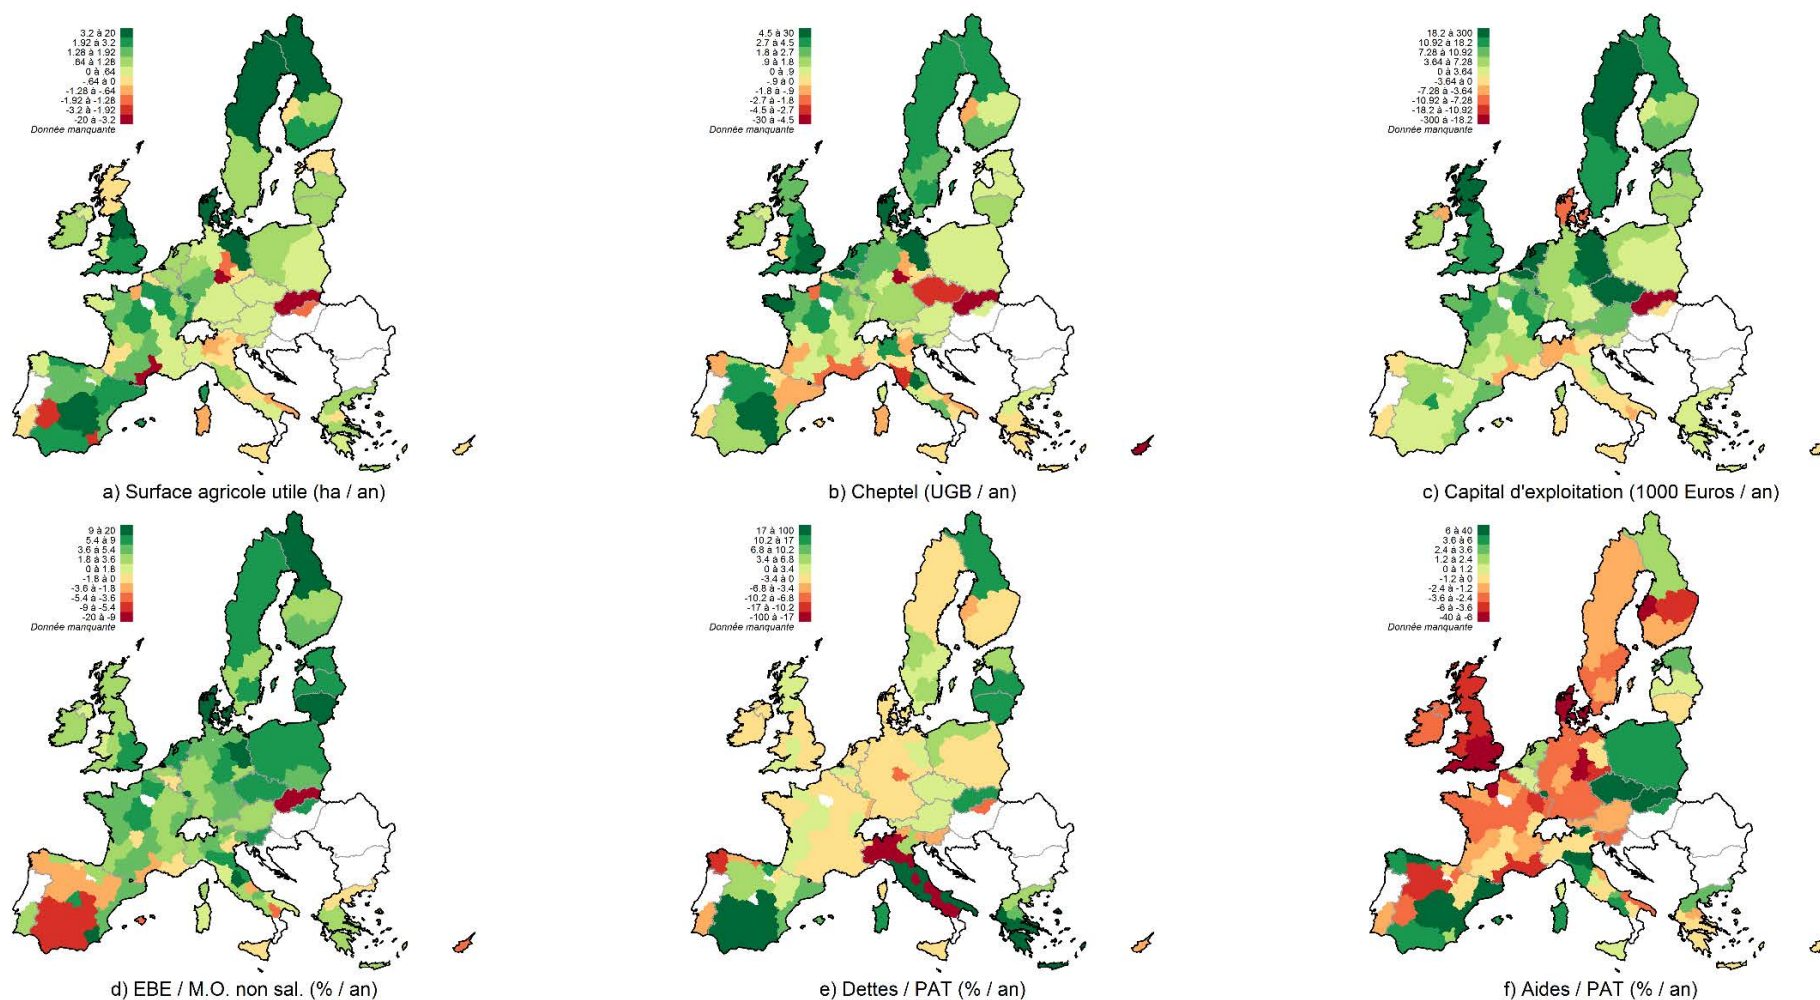 3.2 à 20
1.92 à 3.2
1.28 à 1.92
.64 à 1.28
0 à .64
-.64 à 0
-1.28 à -.64
-1.92 à -1.28
-3.2 à -1.92
-20 à -3.2
Donnée manquante
a) Surface agricole utile (ha / an)
4.5 à 30
2.7 à 4.5
1.8 à 2.7
.9 à 1.8
0 à .9
-.9 à 0
-1.8 à -.9
-2.7 à -1.8
-4.5 à -2.7
-30 à -4.5
Donnée manquante
b) Cheptel (UGB / an)
18.2 à 300
10.92 à 18.2
7.28 à 10.92
3.64 à 7.28
0 à 3.64
-3.64 à 0
-7.28 à -3.64
-10.92 à -7.28
-18.2 à -10.92
-300 à -18.2
Donnée manquante
c) Capital d'exploitation (1000 Euros / an)
9 à 20
5.4 à 9
3.6 à 5.4
1.8 à 3.6
0 à 1.8
-1.8 à 0
-3.6 à -1.8
-5.4 à -3.6
-9 à -5.4
-20 à -9
Donnée manquante
d) EBE / M.O. non sal. (% / an)
17 à 100
10.2 à 17
6.8 à 10.2
3.4 à 6.8
0 à 3.4
-3.4 à 0
-6.8 à -3.4
-10.2 à -6.8
-17 à -10.2
-100 à -17
Donnée manquante
e) Dettes / PAT (% / an)
6 à 40
3.6 à 6
2.4 à 3.6
1.2 à 2.4
0 à 1.2
-1.2 à 0
-2.4 à -1.2
-3.6 à -2.4
-6 à -3.6
-40 à -6
Donnée manquante
f) Aides / PAT (% / an)